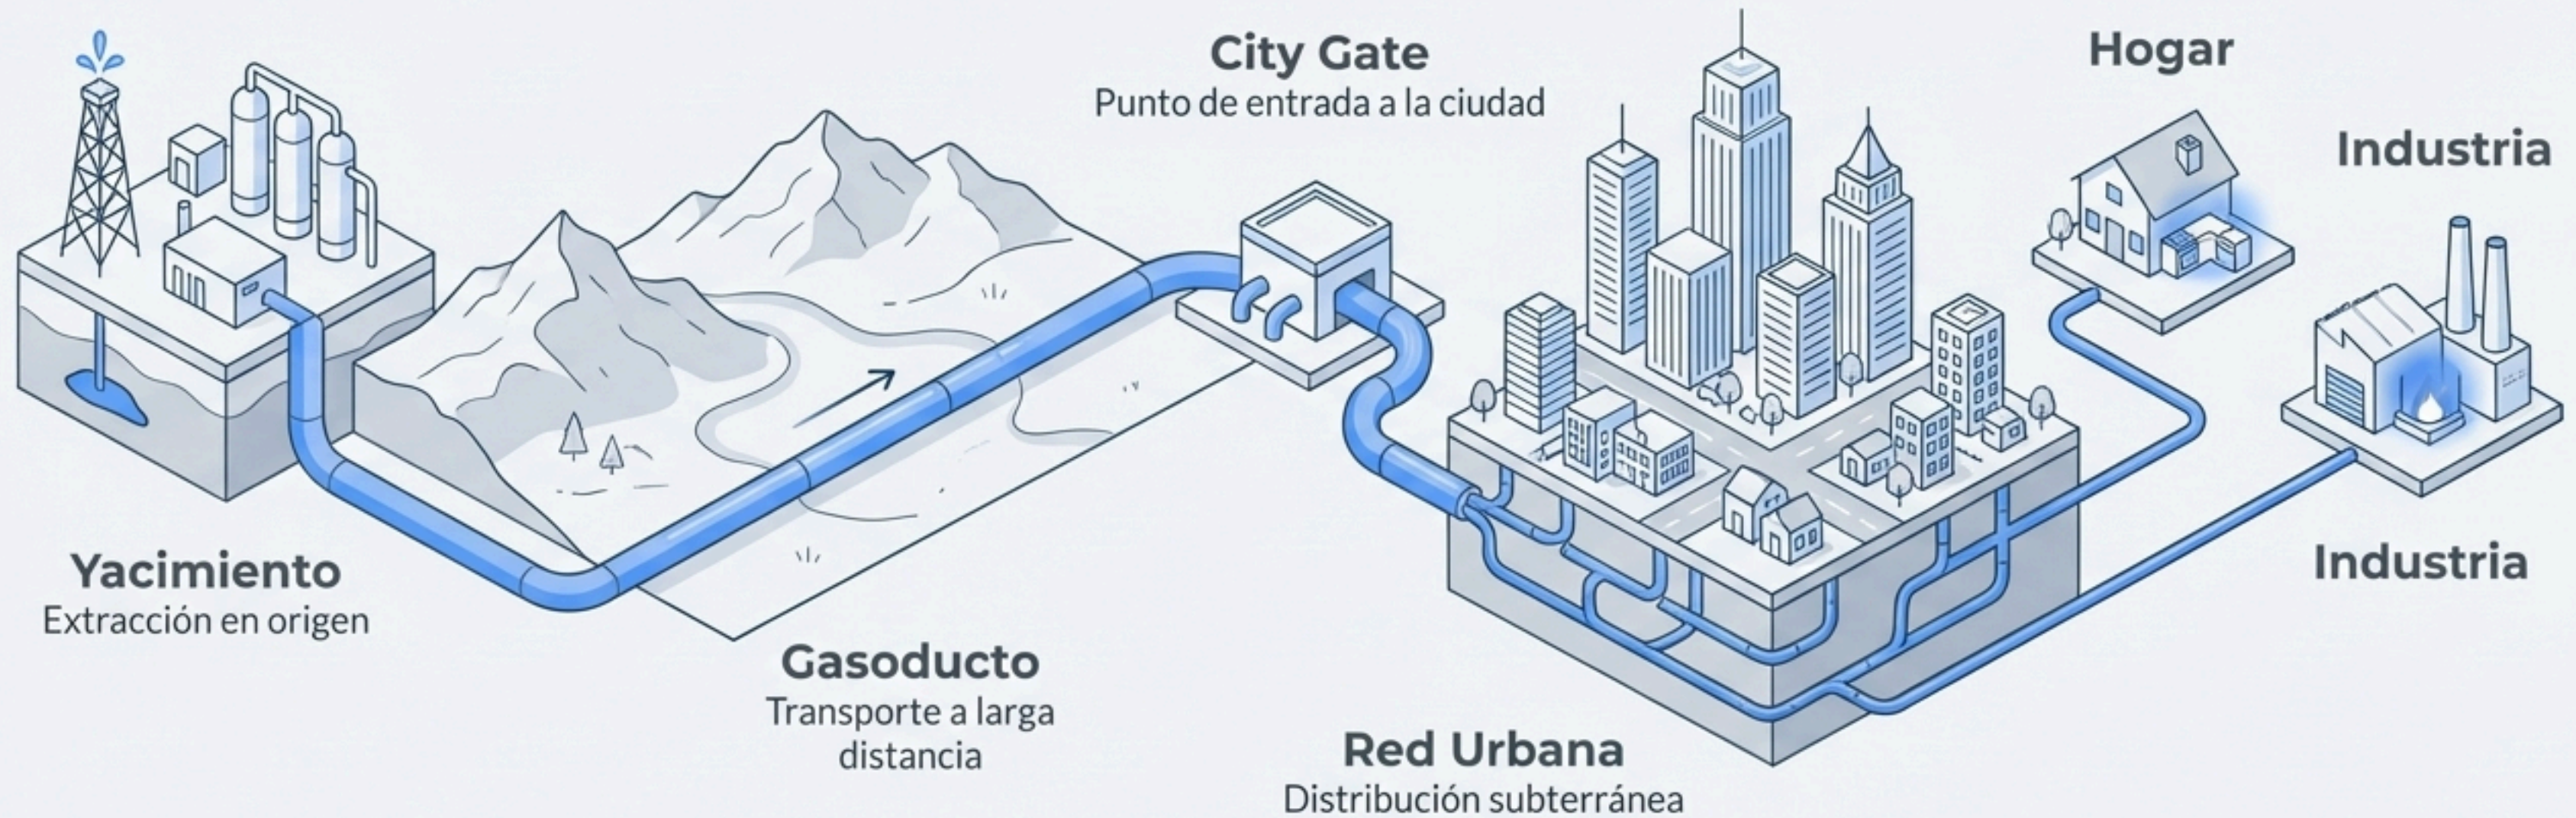 Yacimiento
Extracción en origen
Gasoducto
Transporte a larga
distancia
City Gate
Punto de entrada a la ciudad
Red Urbana
Distribución subterránea
Hogar
Industria
Industria